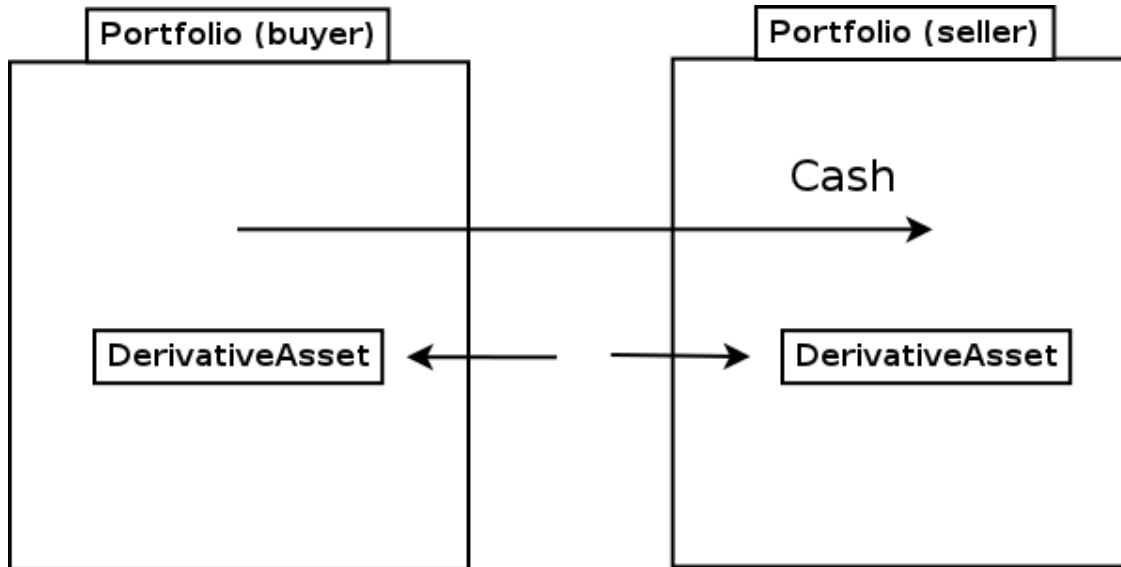 Portfolio (buyer)
Portfolio (seller)
Cash
DerivativeAsset
DerivativeAsset